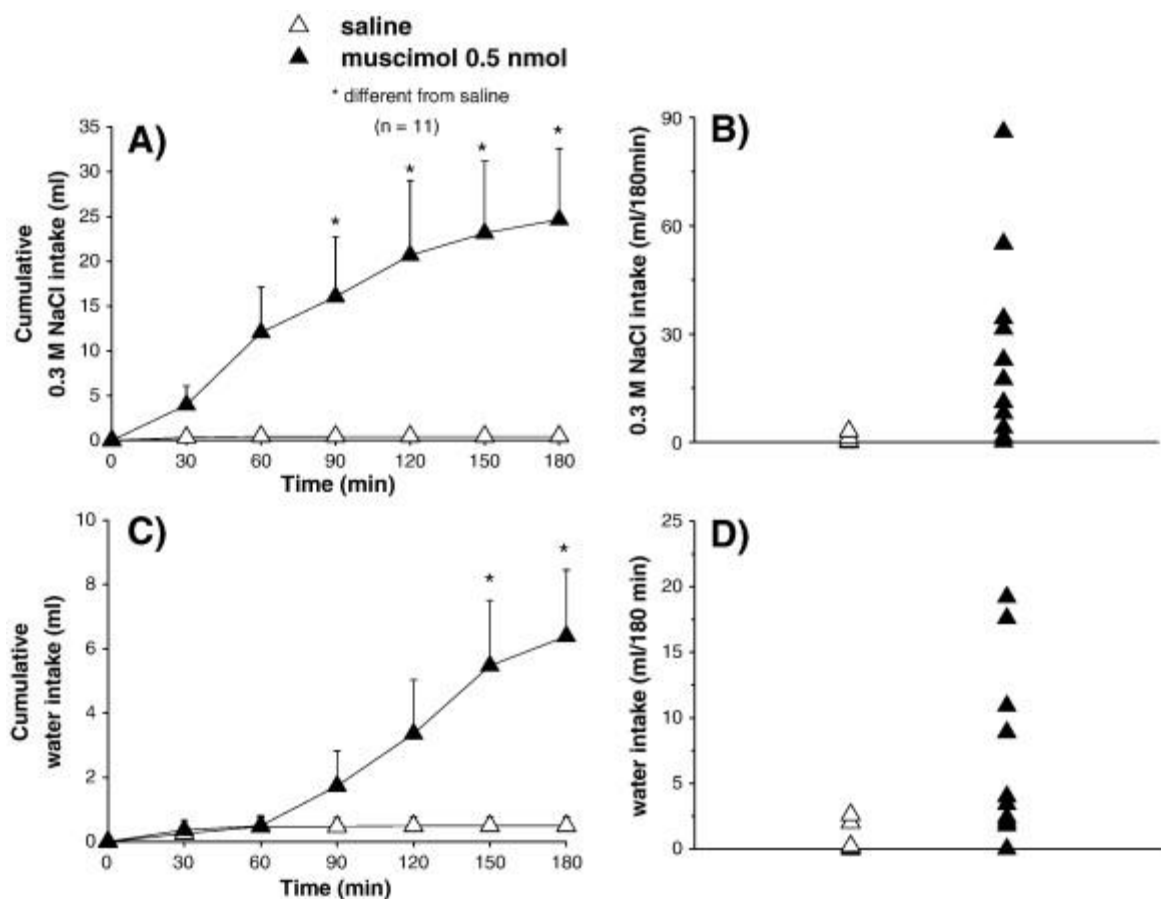 saline
muscimol 0.5 nmol
* different from saline
(n = 11)
A)
Cumulative
0.3 M NaCl intake (ml)
35
30
25
20
15
10
5
0
* * * *
0 30 60 90 120 150 180
Time (min)
B)
0.3 M NaCl intake (ml/180min)
90
60
30
0
C)
Cumulative
water intake (ml)
10
8
6
4
2
0
* *
0 30 60 90 120 150 180
Time (min)
D)
water intake (ml/180 min)
25
20
15
10
5
0